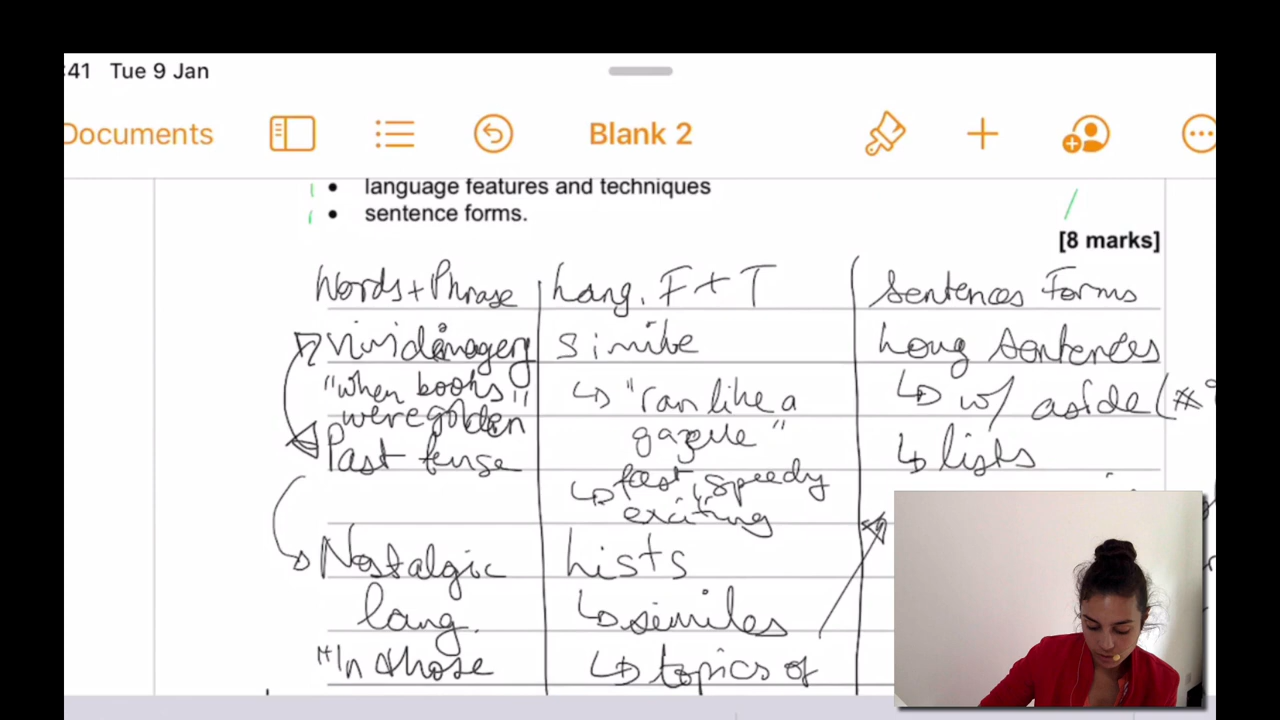 :41 Tue 9 Jan
Documents
Blank 2
• language features and techniques
• sentence forms.
[8 marks]
Words + Phrase
Lang. F + T
Sentences Forms
Vivid imagery
simile
Long sentences
"when books"
were golden
↳ "ran like a
gazelle"
↳ w/ aside (
Past tense
↳ lists
↳ fast, speedy
exciting
Nostalgic
lang.
Lists
↳ similes
"In those
↳ topics of